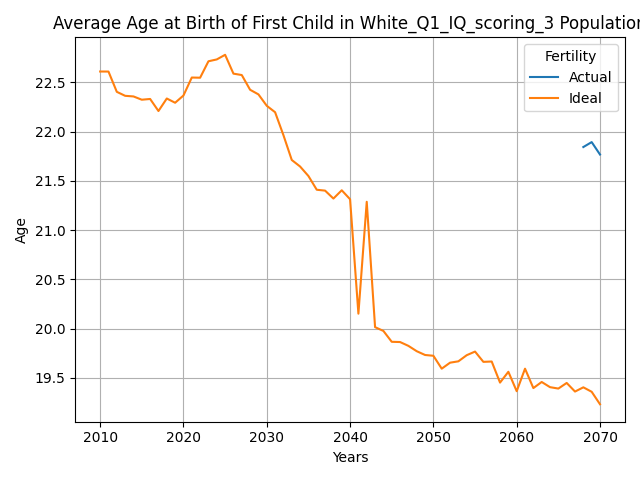 Average Age at Birth of First Child in White_Q1_IQ_scoring_3 Population
Fertility
Actual
Ideal
22.5
22.0
21.5
21.0
20.5
20.0
19.5
Age
2010 2020 2030 2040 2050 2060 2070
Years